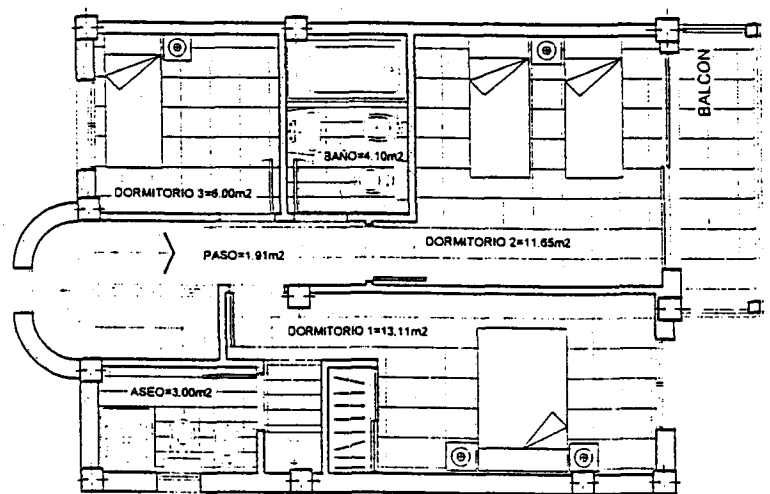 BALCON
BAÑO=4.10m2
DORMITORIO 3=6.00m2
DORMITORIO 2=11.65m2
PASO=1.91m2
DORMITORIO 1=13.11m2
ASEO=3.00m2